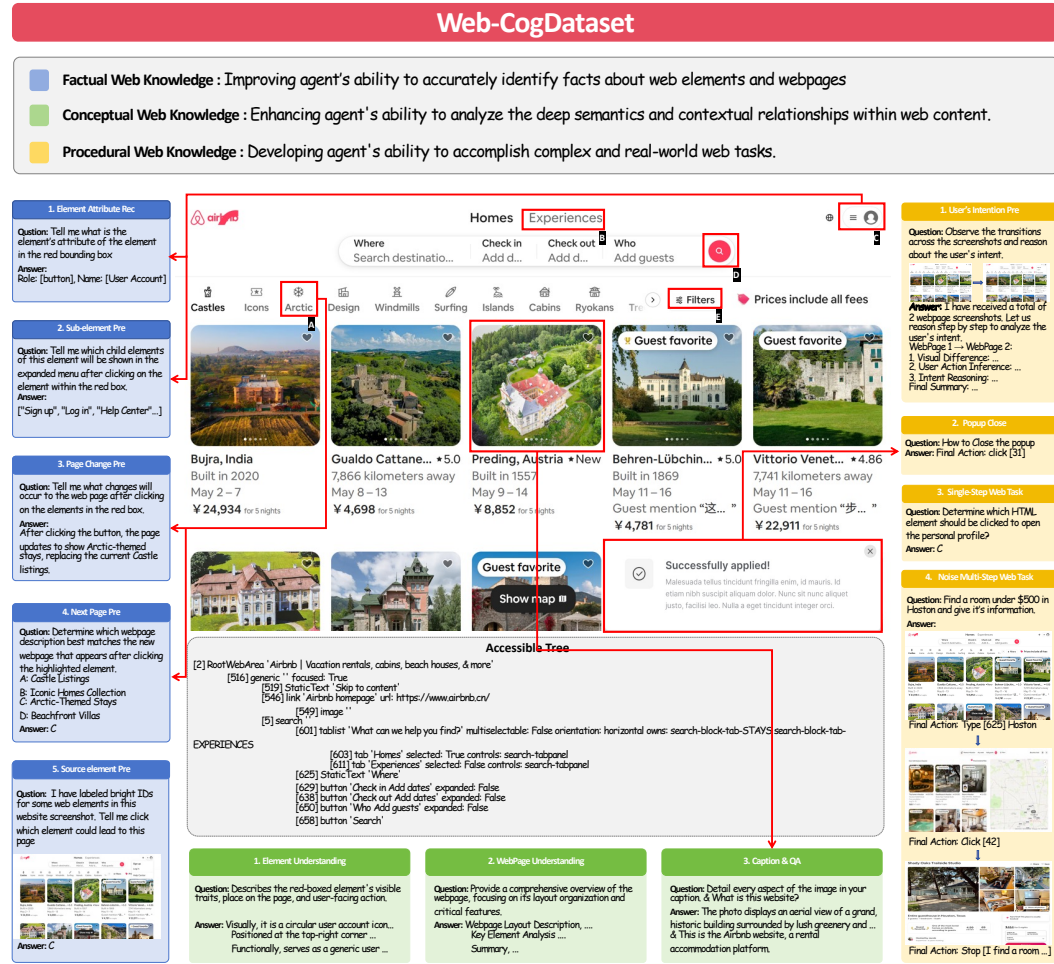 Web-CogDataset
Factual Web Knowledge : Improving agent's ability to accurately identify facts about web elements and webpages
Conceptual Web Knowledge : Enhancing agent's ability to analyze the deep semantics and contextual relationships within web content.
Procedural Web Knowledge : Developing agent's ability to accomplish complex and real-world web tasks.
1. Element Attribute Rec
Qustion: Tell me what is the
element's attribute of the element
in the red bounding box
Answer:
Role: [button], Name: [User Account]
2. Sub-element Pre
Qustion: Tell me which child elements
of this element will be shown in the
expanded menu after clicking on the
element within the red box.
Answer:
["Sign up", "Log in", "Help Center"...]
3. Page Change Pre
Qustion: Tell me what changes will
occur to the web page after clicking
on the elements in the red box.
Answer:
After clicking the button, the page
updates to show Arctic-themed
stays, replacing the current Castle
listings.
4. Next Page Pre
Qustion: Determine which webpage
description best matches the new
webpage that appears after clicking
the highlighted element.
A: Castle Listings
B: Iconic Homes Collection
C: Arctic-Themed Stays
D: Beachfront Villas
Answer: C
5. Source element Pre
Qustion: I have labeled bright IDs
for some web elements in this
website screenshot. Tell me click
which element could lead to this
page
Answer: C
airbnb
Homes Experiences
B
C
Where
Search destinatio...
Check in
Add d...
Check out
Add d...
Who
Add guests
D
Castles
Icons
Arctic
A
Design
Windmills
Surfing
Islands
Cabins
Ryokans
Tre
Filters
E
Prices include all fees
Guest favorite
Guest favorite
Bujra, India
Built in 2020
May 2 – 7
¥24,934 for 5 nights
Gualdo Cattane... ★5.0
7,866 kilometers away
May 8 – 13
¥4,698 for 5 nights
Preding, Austria ★New
Built in 1557
May 9 – 14
¥8,852 for 5 nights
Behren-Lübchin... ★5.0
Built in 1869
May 11 – 16
Guest mention “这... ”
¥4,781 for 5 nights
Vittorio Venet... ★4.86
7,741 kilometers away
May 11 – 16
Guest mention “步... ”
¥22,911 for 5 nights
Guest favorite
Show map
Successfully applied!
Malesuada tellus tincidunt fringilla enim, id mauris. Id
etiam nibh suscipit aliquam dolor. Nunc sit nunc aliquet
justo, facilisi leo. Nulla a eget tincidunt integer orci.
Accessible Tree
[2] RootWebArea 'Airbnb | Vacation rentals, cabins, beach houses, & more'
[516] generic '' focused: True
[519] StaticText 'Skip to content'
[546] link 'Airbnb homepage' url: https://www.airbnb.cn/
[549] image ''
[5] search ''
[601] tablist 'What can we help you find?' multiselectable: False orientation: horizontal owns: search-block-tab-STAYS search-block-tab-
EXPERIENCES
[603] tab 'Homes' selected: True controls: search-tabpanel
[611] tab 'Experiences' selected: False controls: search-tabpanel
[625] StaticText 'Where'
[629] button 'Check in Add dates' expanded: False
[638] button 'Check out Add dates' expanded: False
[650] button 'Who Add guests' expanded: False
[658] button 'Search'
1. Element Understanding
Question: Describes the red-boxed element's visible
traits, place on the page, and user-facing action.
Answer: Visually, it is a circular user account icon...
Positioned at the top-right corner ...
Functionally, serves as a generic user ...
2. WebPage Understanding
Question: Provide a comprehensive overview of the
webpage, focusing on its layout organization and
critical features.
Answer: Webpage Layout Description, ....
Key Element Analysis ....
Summary, ...
3. Caption & QA
Question: Detail every aspect of the image in your
caption. & What is this website?
Answer: The photo displays an aerial view of a grand,
historic building surrounded by lush greenery and ...
& This is the Airbnb website, a rental
accommodation platform.
1. User's Intention Pre
Question: Observe the transitions
across the screenshots and reason
about the user's intent.
Answer: I have received a total of
2 webpage screenshots. Let us
reason step by step to analyze the
user's intent.
WebPage 1 → WebPage 2:
1. Visual Difference: ...
2. User Action Inference: ...
3. Intent Reasoning: ...
Final Summary: ...
2. Popup Close
Question: How to Close the popup
Answer: Final Action: click [31]
3. Single-Step Web Task
Question: Determine which HTML
element should be clicked to open
the personal profile?
Answer: C
4. Noise Multi-Step Web Task
Question: Find a room under $500 in
Hoston and give it's information.
Answer:
Final Action: Type [625] Hoston
Final Action: Click [42]
Final Action: Stop [I find a room ...]